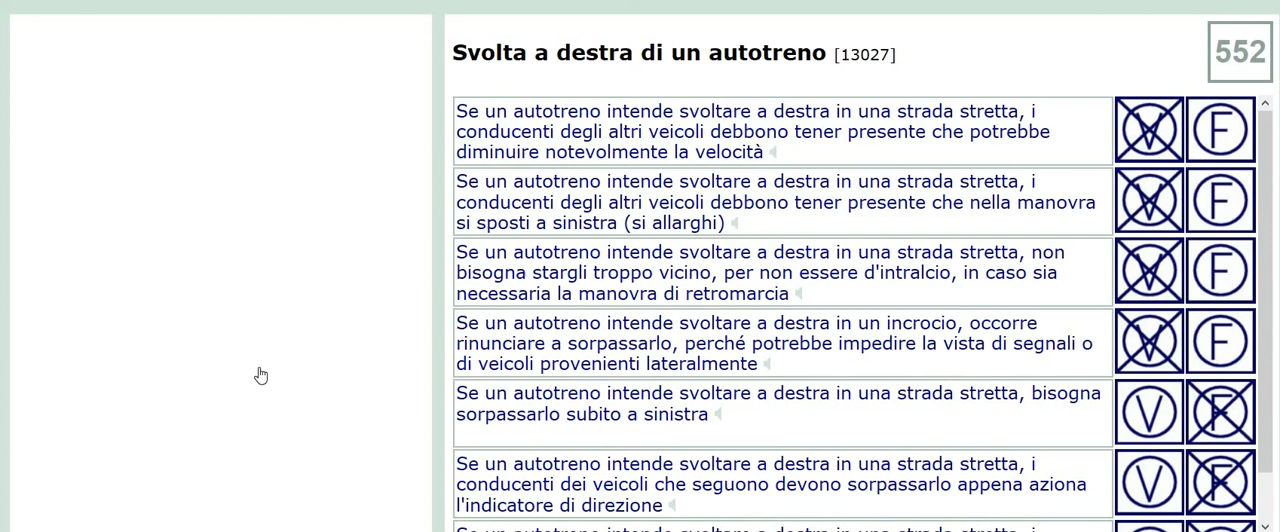 Svolta a destra di un autotreno [13027]
552
Se un autotreno intende svoltare a destra in una strada stretta, i
conducenti degli altri veicoli debbono tener presente che potrebbe
diminuire notevolmente la velocità
V F
Se un autotreno intende svoltare a destra in una strada stretta, i
conducenti degli altri veicoli debbono tener presente che nella manovra
si sposti a sinistra (si allarghi)
V F
Se un autotreno intende svoltare a destra in una strada stretta, non
bisogna stargli troppo vicino, per non essere d'intralcio, in caso sia
necessaria la manovra di retromarcia
V F
Se un autotreno intende svoltare a destra in un incrocio, occorre
rinunciare a sorpassarlo, perché potrebbe impedire la vista di segnali o
di veicoli provenienti lateralmente
V F
Se un autotreno intende svoltare a destra in una strada stretta, bisogna
sorpassarlo subito a sinistra
V F
Se un autotreno intende svoltare a destra in una strada stretta, i
conducenti dei veicoli che seguono devono sorpassarlo appena aziona
l'indicatore di direzione
V F